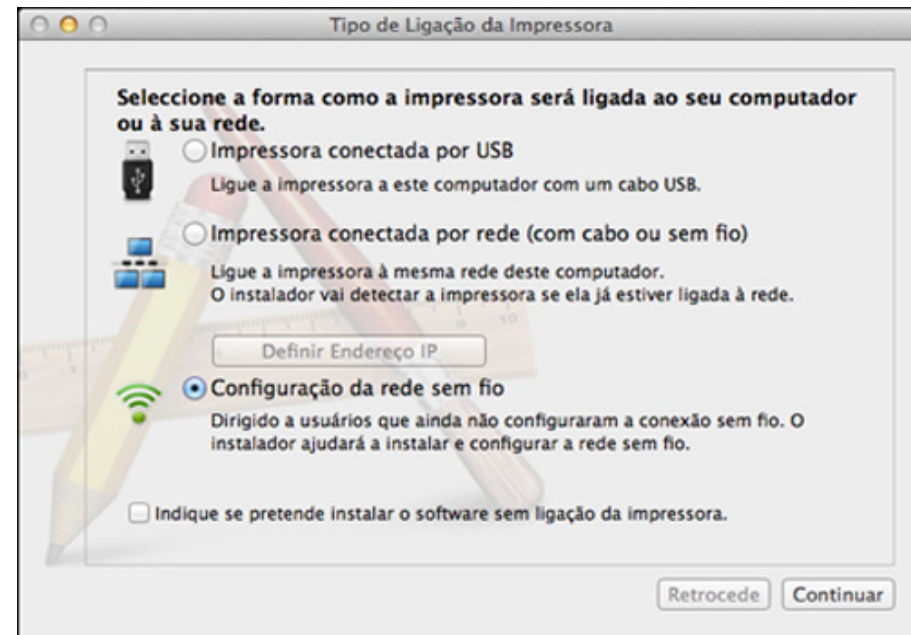 Tipo de Ligação da Impressora
Seleccione a forma como a impressora será ligada ao seu computador
ou à sua rede.
Impressora conectada por USB
Ligue a impressora a este computador com um cabo USB.
Impressora conectada por rede (com cabo ou sem fio)
Ligue a impressora à mesma rede deste computador.
O instalador vai detectar a impressora se ela já estiver ligada à rede.
Definir Endereço IP
Configuração da rede sem fio
Dirigido a usuários que ainda não configuraram a conexão sem fio. O
instalador ajudará a instalar e configurar a rede sem fio.
Indique se pretende instalar o software sem ligação da impressora.
Retrocede Continuar